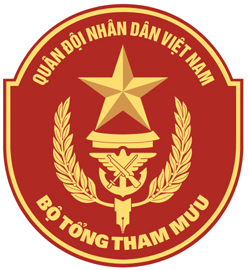 QUÂN ĐỘI NHÂN DÂN VIỆT NAM
BỘ TỔNG THAM MƯU